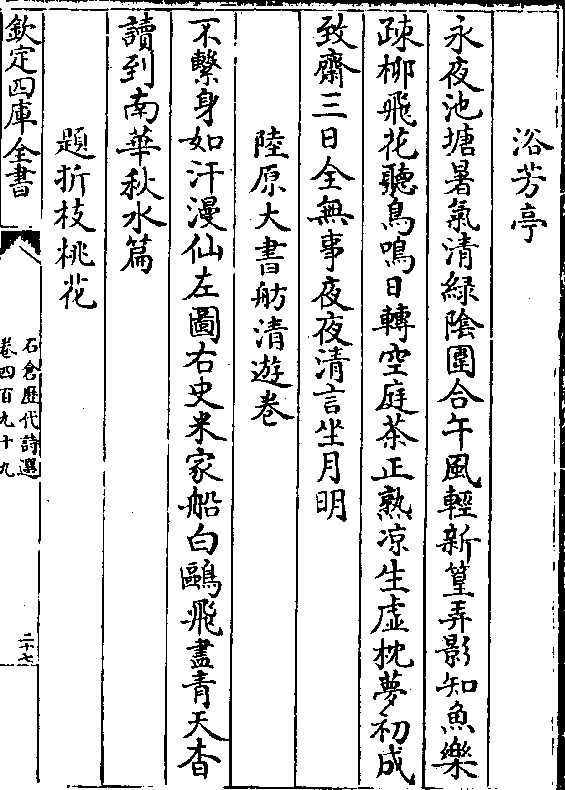 浴芳亭
永夜池塘暑氣清綠陰圍合午風輕新篁弄影知魚樂
疎柳飛花聽鳥鳴日轉空庭茶正熟凉生虛枕夢初成
致齋三日全無事夜夜清言坐月明
陸原大書舫清遊卷
不繫身如汗漫仙左圖右史米家船白鷗飛盡青天杳
讀到南華秋水篇
題折枝桃花
欽定四庫全書
石倉歷代詩選
卷四百九十九
二十七